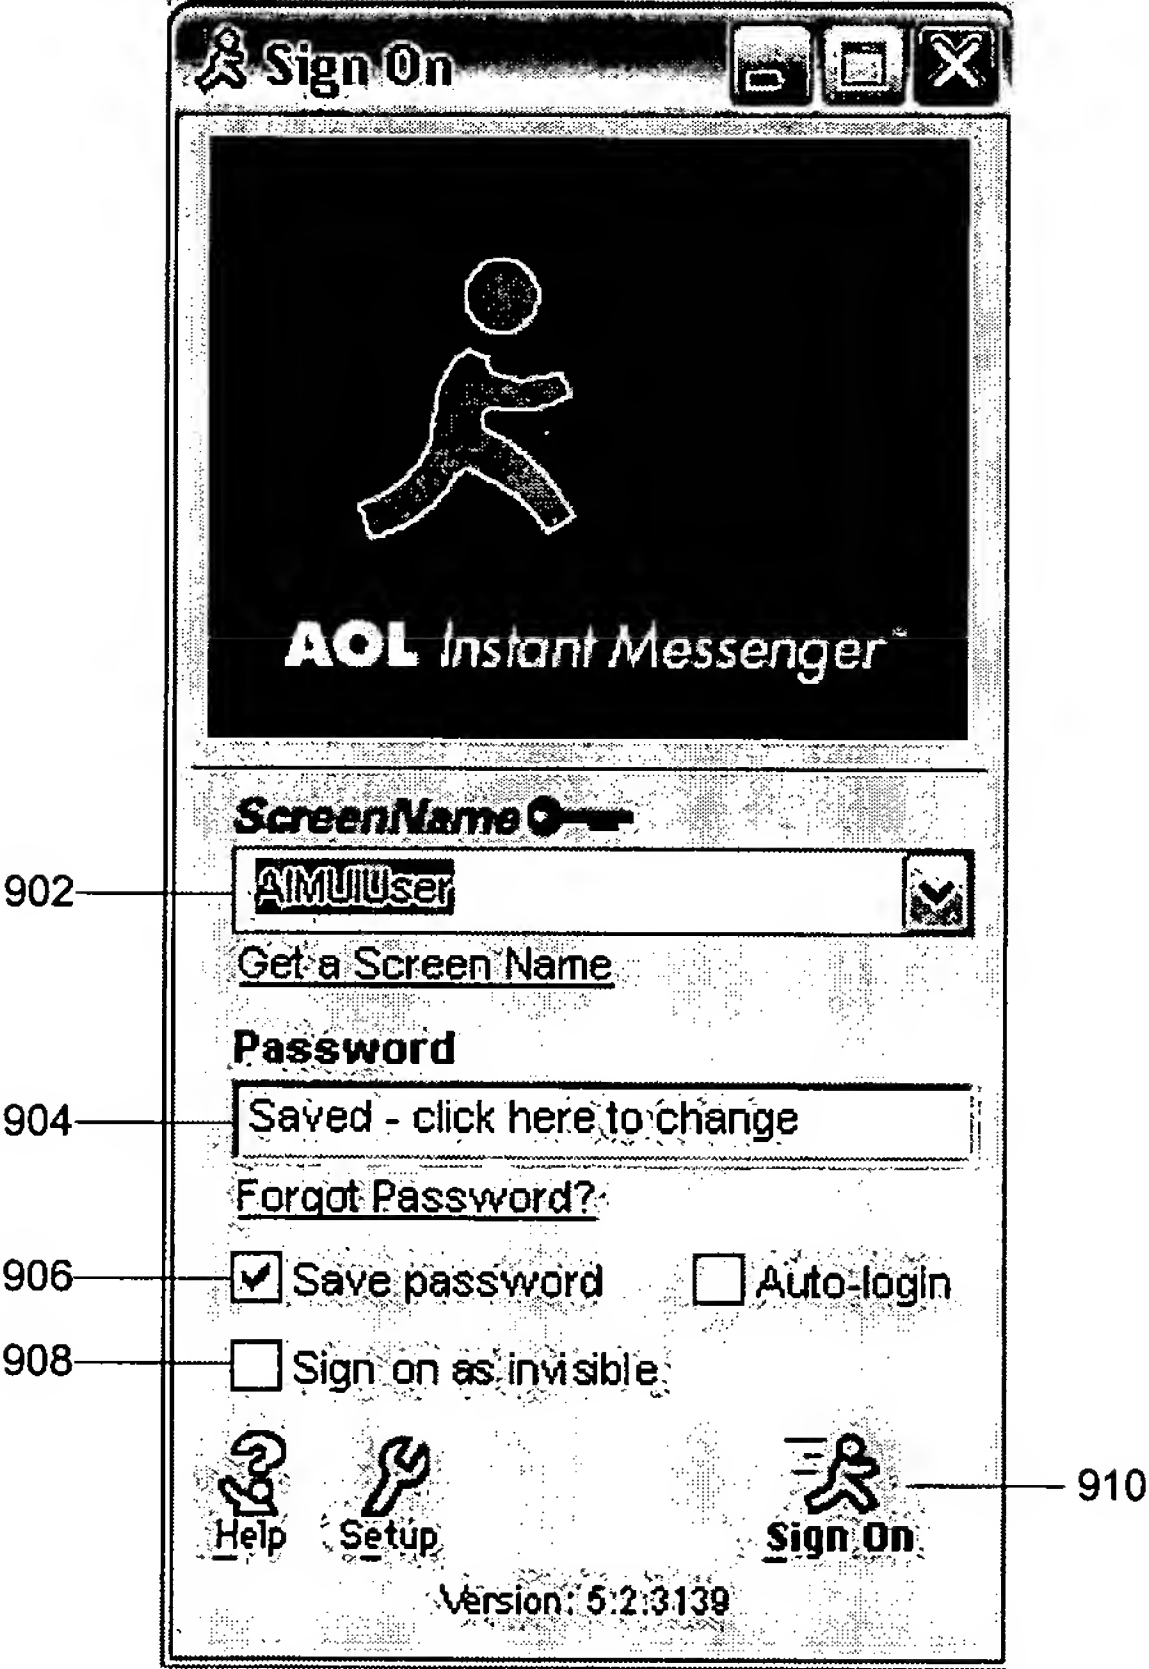 Sign On
AOL Instant Messenger™
ScreenName
902
AIMUIUser
Get a Screen Name
Password
904
Saved - click here to change
Forgot Password?
906
Save password
Auto-login
908
Sign on as invisible
910
Help
Setup
Sign On
Version: 5.2.3139